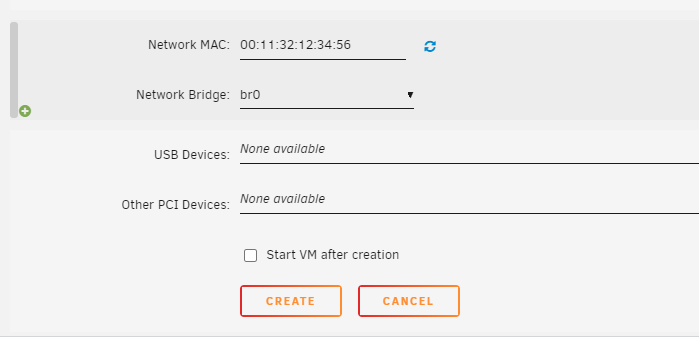 Network MAC: 00:11:32:12:34:56
Network Bridge: br0
USB Devices: None available
Other PCI Devices: None available
Start VM after creation
CREATE CANCEL